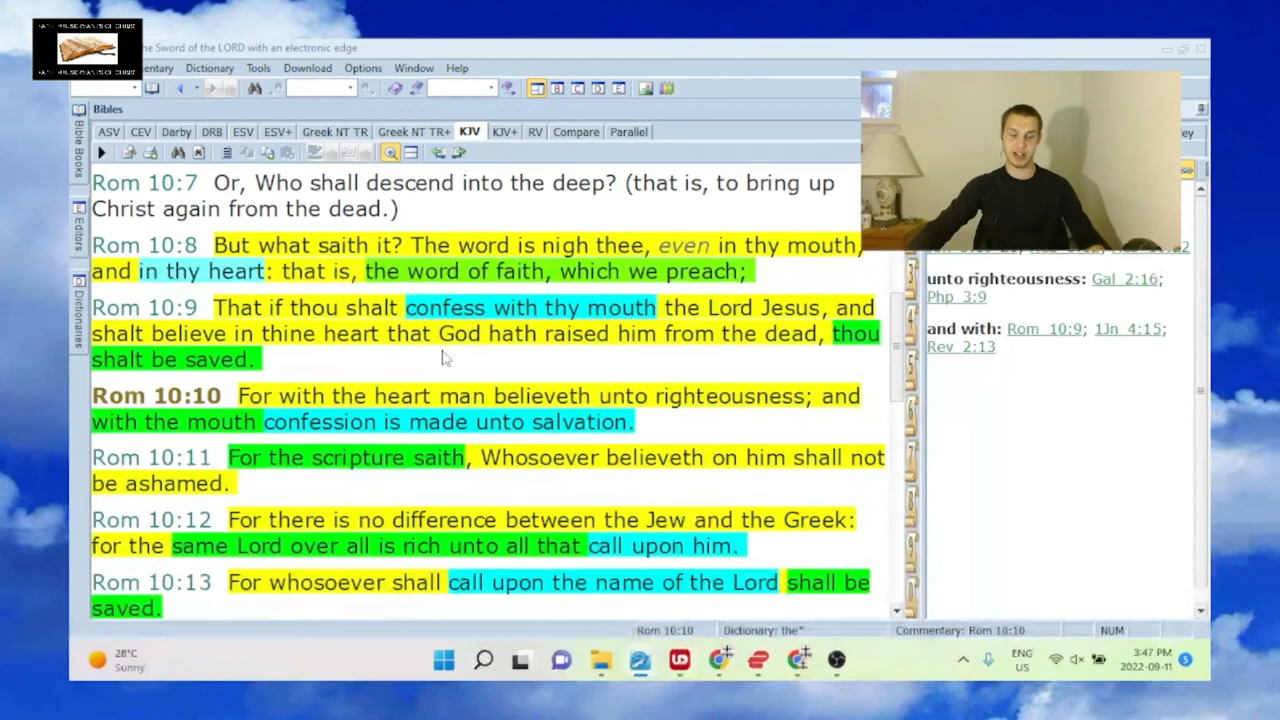 the Sword of the LORD with an electronic edge
entary Dictionary Tools Download Options Window Help
Bibles
ASV CEV Darby DRB ESV ESV+ Greek NT TR Greek NT TR+ KJV KJV+ RV Compare Parallel
Bible Books
Editors
Dictionaries
Rom 10:7 Or, Who shall descend into the deep? (that is, to bring up
Christ again from the dead.)
Rom 10:8 But what saith it? The word is nigh thee, even in thy mouth,
and in thy heart: that is, the word of faith, which we preach;
Rom 10:9 That if thou shalt confess with thy mouth the Lord Jesus, and
shalt believe in thine heart that God hath raised him from the dead, thou
shalt be saved.
Rom 10:10 For with the heart man believeth unto righteousness; and
with the mouth confession is made unto salvation.
Rom 10:11 For the scripture saith, Whosoever believeth on him shall not
be ashamed.
Rom 10:12 For there is no difference between the Jew and the Greek:
for the same Lord over all is rich unto all that call upon him.
Rom 10:13 For whosoever shall call upon the name of the Lord shall be
saved.
unto righteousness: Gal 2:16;
Php 3:9
and with: Rom 10:9; 1Jn 4:15;
Rev 2:13
Rom 10:10 Dictionary: the* Commentary: Rom 10:10 NUM
28°C
Sunny
ENG
US
3:47 PM
2022-09-11
5